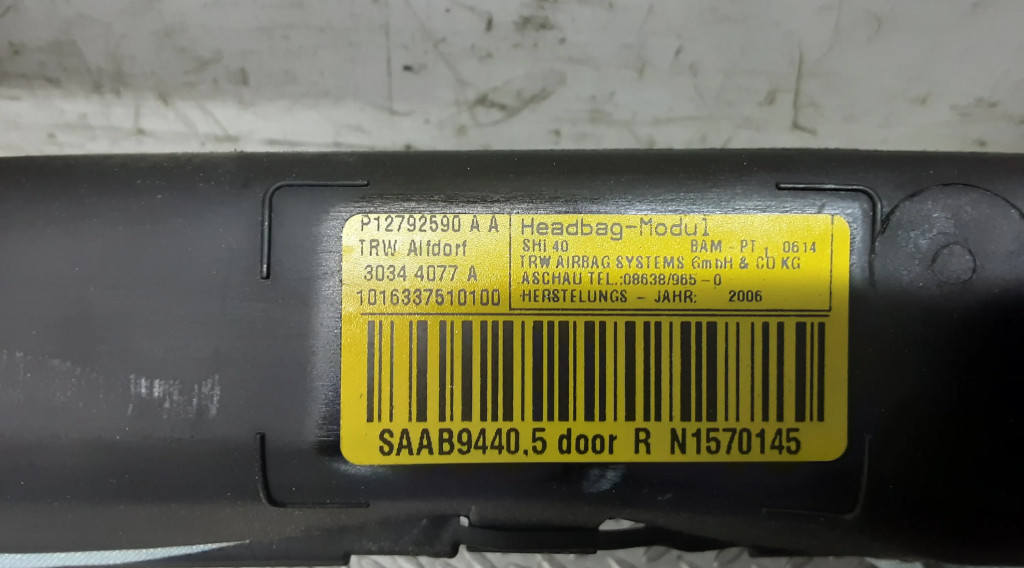 P12792590 A A
TRW Alfdorf
3034 4077 A
1016337510100
Headbag-Modul
SHI 40 BAM - PT , 0614
TRW AIRBAG SYSTEMS GmbH & CO KG
ASCHAU TEL.:08638/965-0
HERSTELUNGS - JAHR: 2006
SAAB9440,5 door R N1570145